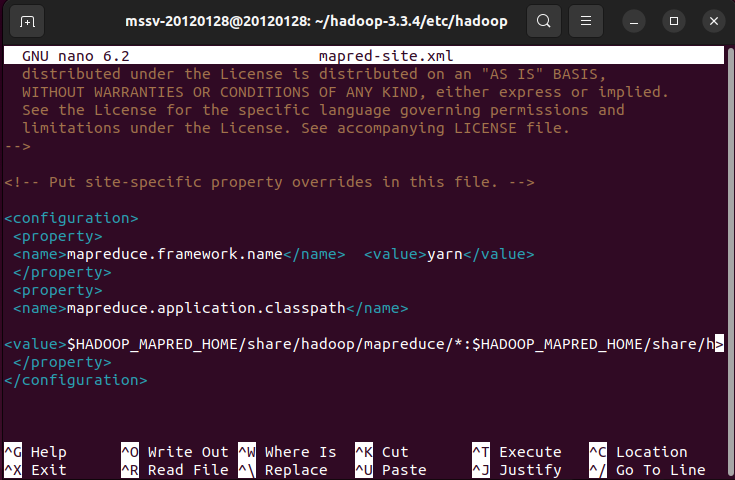 mssv-20120128@20120128: ~/hadoop-3.3.4/etc/hadoop
GNU nano 6.2 mapred-site.xml
distributed under the License is distributed on an "AS IS" BASIS,
WITHOUT WARRANTIES OR CONDITIONS OF ANY KIND, either express or implied.
See the License for the specific language governing permissions and
limitations under the License. See accompanying LICENSE file.
-->
<!-- Put site-specific property overrides in this file. -->
<configuration>
<property>
<name>mapreduce.framework.name</name> <value>yarn</value>
</property>
<property>
<name>mapreduce.application.classpath</name>
<value>$HADOOP_MAPRED_HOME/share/hadoop/mapreduce/*:$HADOOP_MAPRED_HOME/share/h>
</property>
</configuration>
^G Help ^O Write Out ^W Where Is ^K Cut ^T Execute ^C Location
^X Exit ^R Read File ^\ Replace ^U Paste ^J Justify ^/ Go To Line